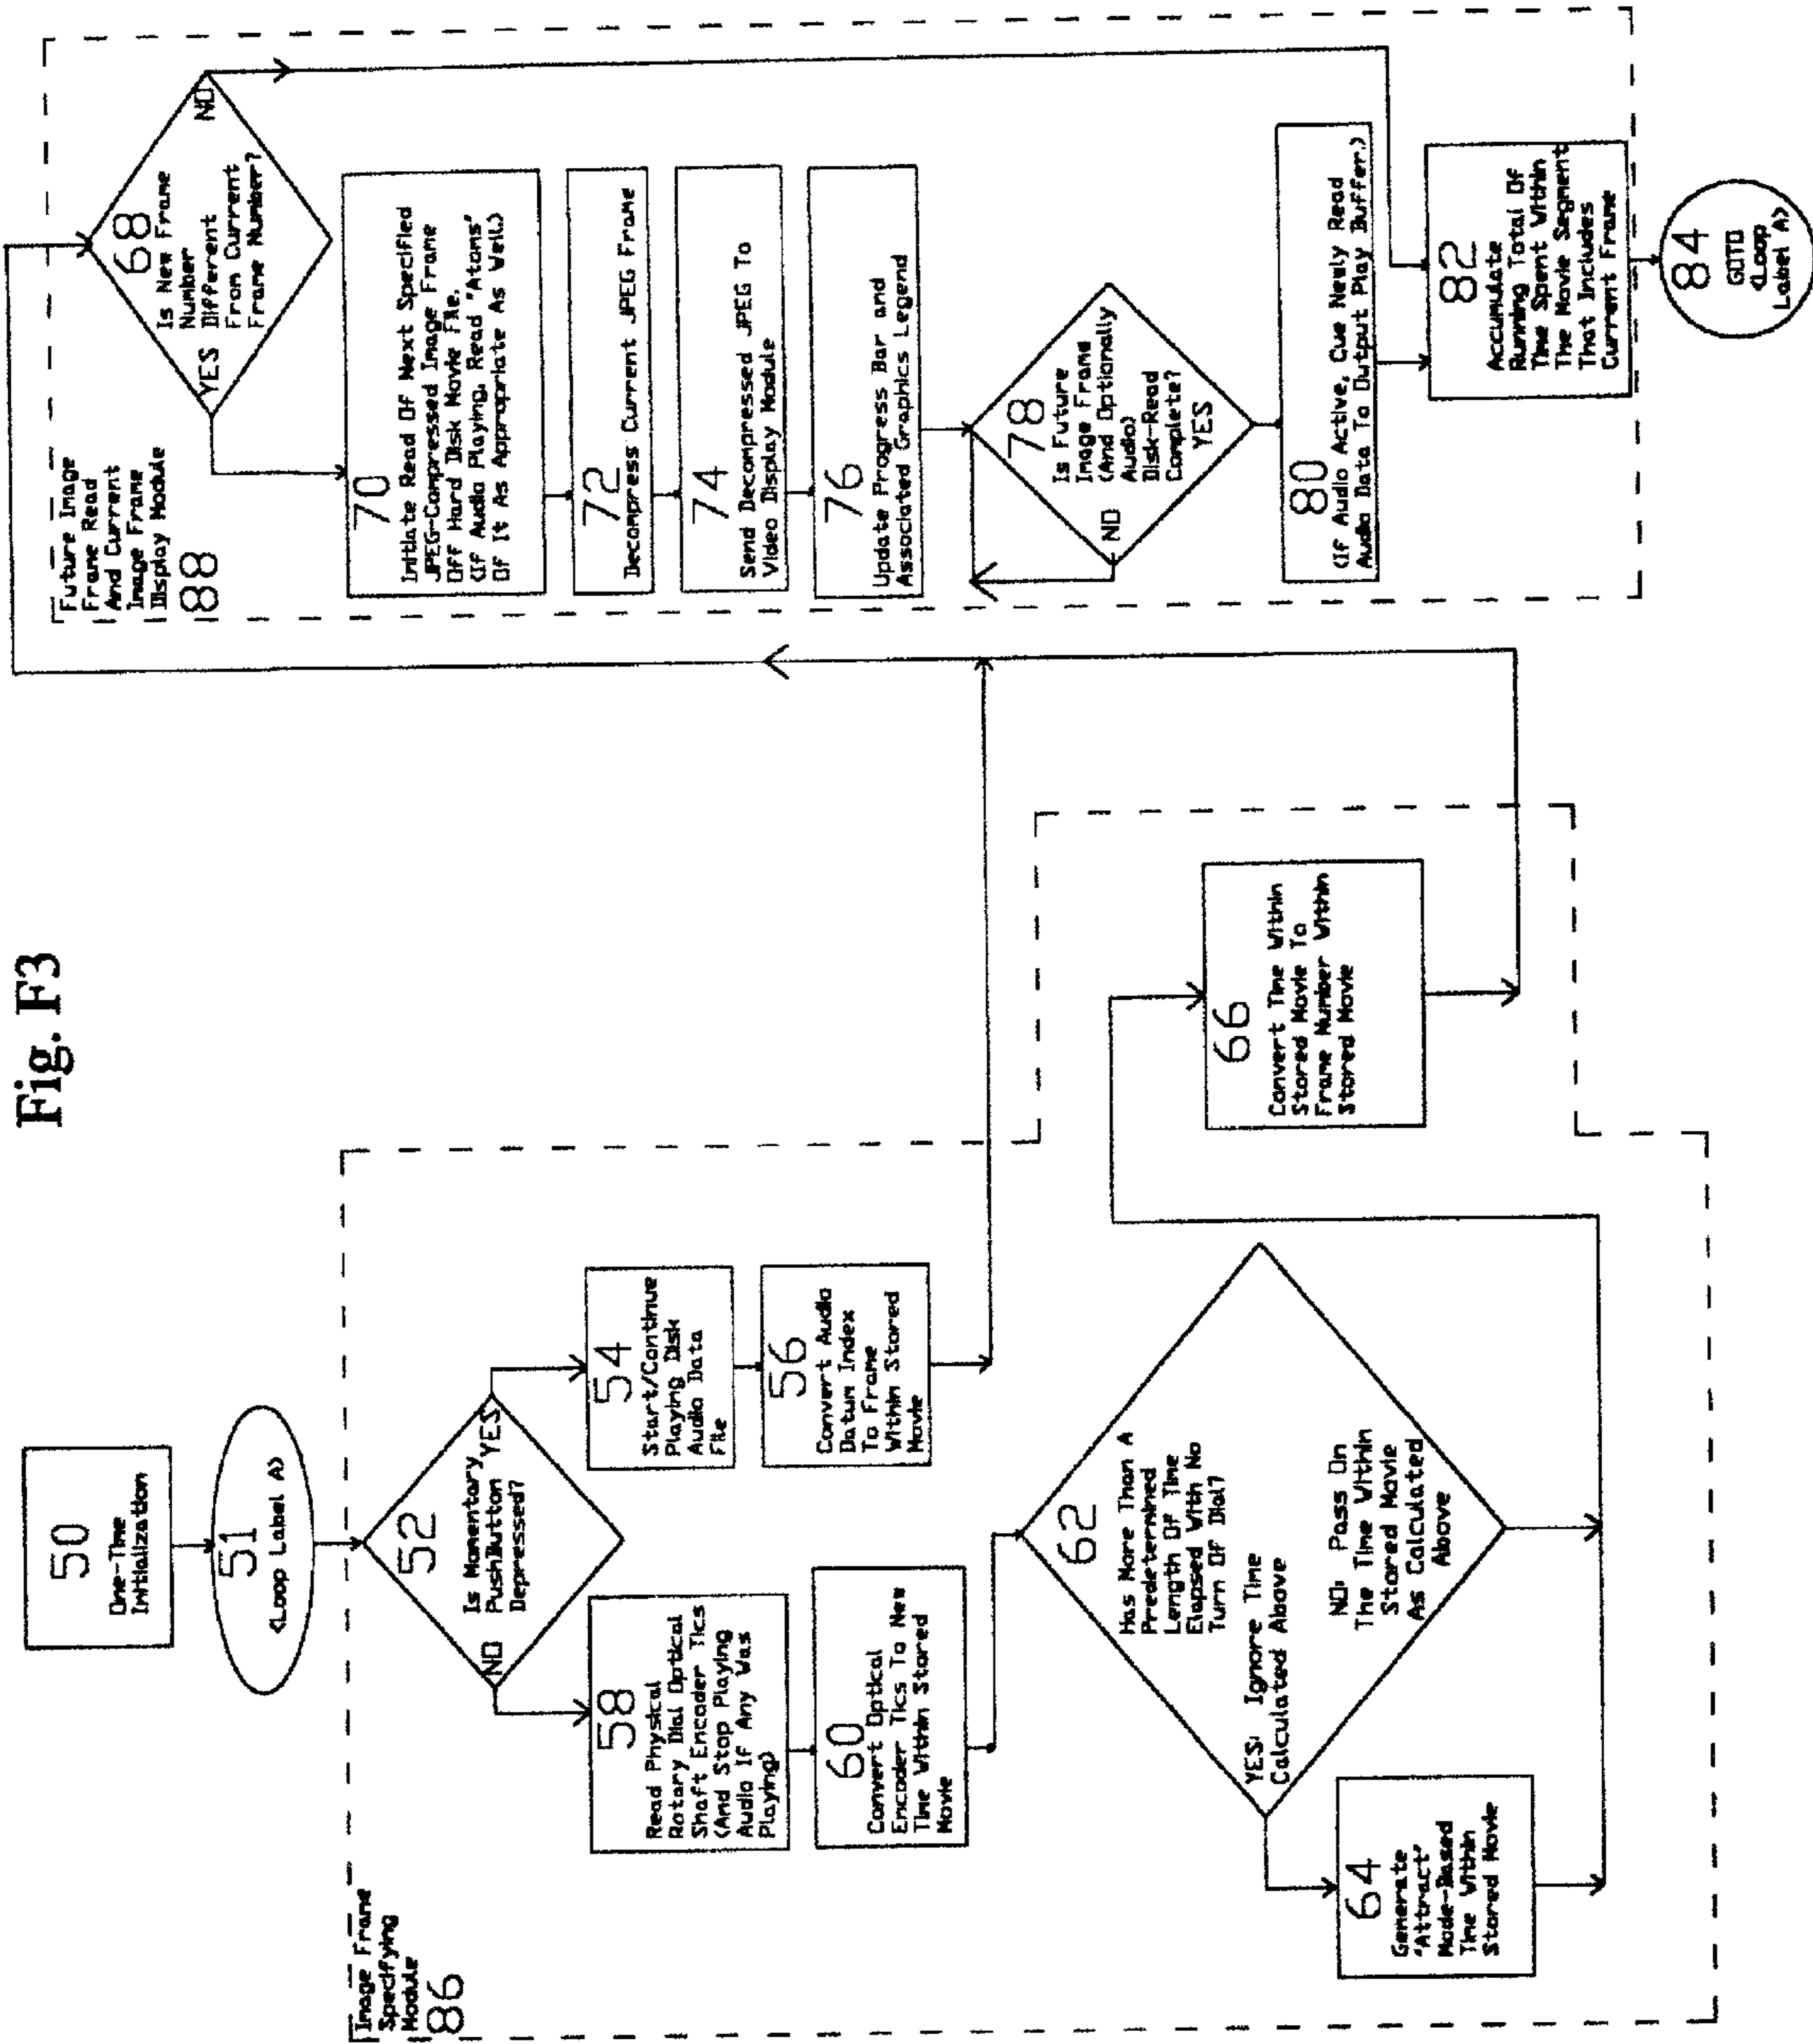 Fig. F3
50
One-Time
Initialization
51
<Loop Label A>
Image Frame
Specifying
Module
86
52
Is Momentary
PushButton
Depressed?
NO
YES
54
Start/Continue
Playing Disk
Audio Data
File
56
Convert Audio
Datum Index
To Frame
Within Stored
Movie
58
Read Physical
Rotary Dial Optical
Shaft Encoder Tics
(And Stop Playing
Audio If Any Was
Playing)
60
Convert Optical
Encoder Tics To New
Time Within Stored
Movie
62
Has More Than A
Predetermined
Length Of Time
Elapsed With No
Turn Of Dial?
YES: Ignore Time
Calculated Above
NO: Pass On
The Time Within
Stored Movie
As Calculated
Above
64
Generate
'Attract'
Mode-Based
Time Within
Stored Movie
66
Convert Time Within
Stored Movie To
Frame Number Within
Stored Movie
Future Image
Frame Read
And Current
Image Frame
Display Module
88
68
Is New Frame
Number
Different
From Current
Frame Number?
YES
NO
70
Initiate Read Of Next Specified
JPEG-Compressed Image Frame
Off Hard Disk Movie File.
(If Audio Playing, Read "Atoms"
Of It As Appropriate As Well.)
72
Decompress Current JPEG Frame
74
Send Decompressed JPEG To
Video Display Module
76
Update Progress Bar and
Associated Graphics Legend
78
Is Future
Image Frame
(And Optionally
Audio)
Disk-Read
Complete?
NO
YES
80
(If Audio Active, Cue Newly Read
Audio Data To Output Play Buffer.)
82
Accumulate
Running Total Of
Time Spent Within
The Movie Segment
That Includes
Current Frame
84
GOTO
<Loop
Label A>